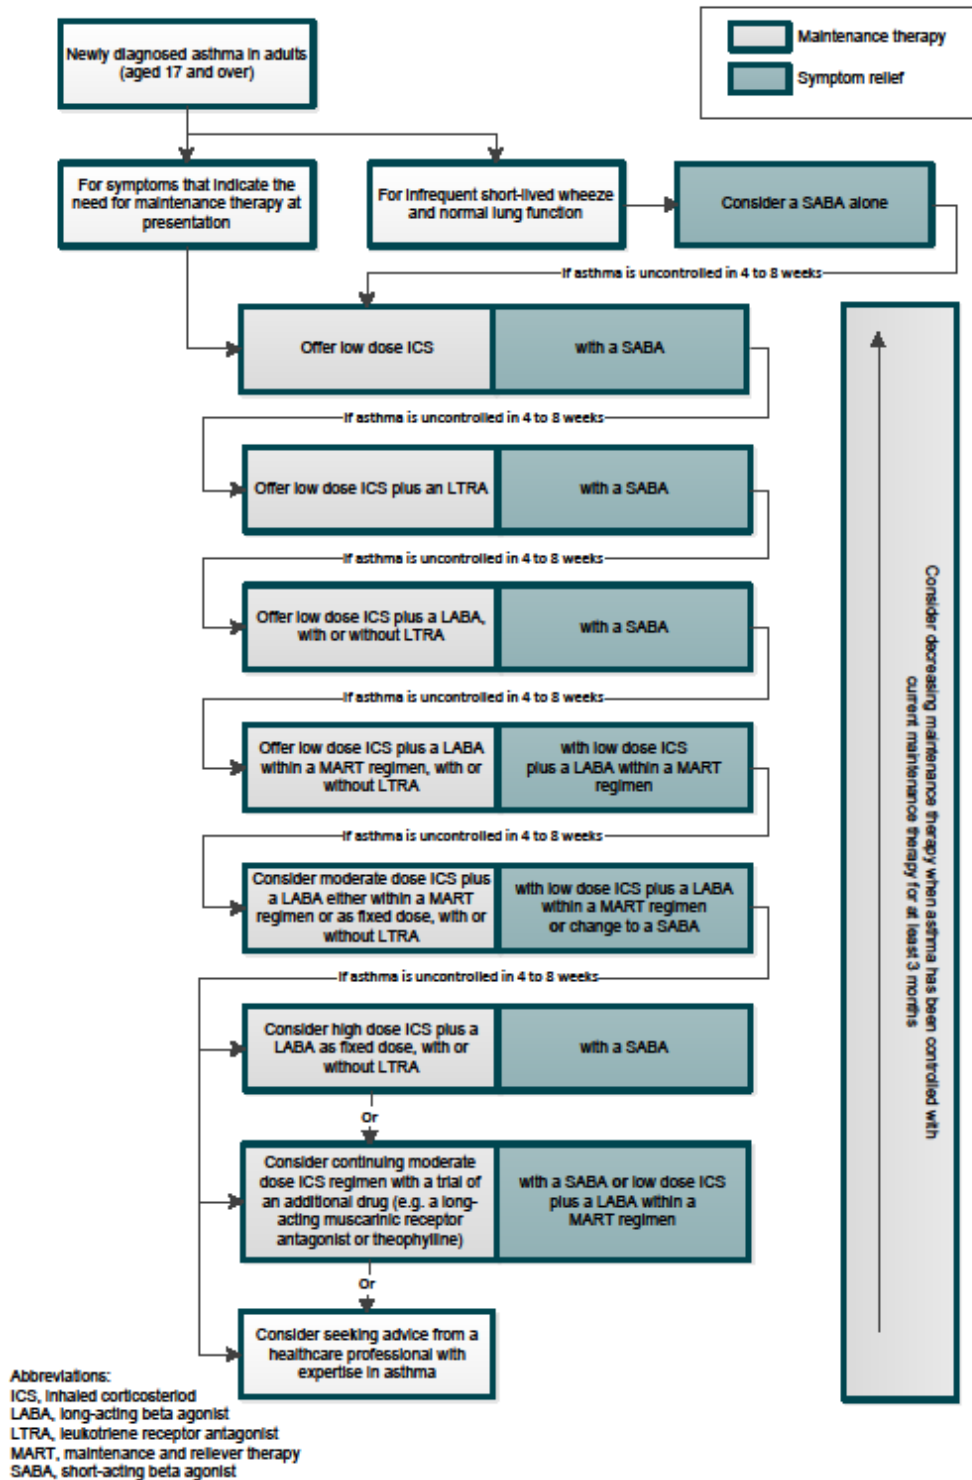 Newly diagnosed asthma in adults
(aged 17 and over)
Maintenance therapy
Symptom relief
For symptoms that indicate the
need for maintenance therapy at
presentation
For infrequent short-lived wheeze
and normal lung function
Consider a SABA alone
If asthma is uncontrolled in 4 to 8 weeks
Offer low dose ICS
with a SABA
If asthma is uncontrolled in 4 to 8 weeks
Offer low dose ICS plus an LTRA
with a SABA
If asthma is uncontrolled in 4 to 8 weeks
Offer low dose ICS plus a LABA,
with or without LTRA
with a SABA
If asthma is uncontrolled in 4 to 8 weeks
Offer low dose ICS plus a LABA
within a MART regimen, with or
without LTRA
with low dose ICS
plus a LABA within a MART
regimen
If asthma is uncontrolled in 4 to 8 weeks
Consider moderate dose ICS plus
a LABA either within a MART
regimen or as fixed dose, with or
without LTRA
with low dose ICS plus a LABA
within a MART regimen
or change to a SABA
If asthma is uncontrolled in 4 to 8 weeks
Consider high dose ICS plus a
LABA as fixed dose, with or
without LTRA
with a SABA
Or
Consider continuing moderate
dose ICS regimen with a trial of
an additional drug (e.g. a long-
acting muscarinic receptor
antagonist or theophylline)
with a SABA or low dose ICS
plus a LABA within a
MART regimen
Or
Consider seeking advice from a
healthcare professional with
expertise in asthma
Consider decreasing maintenance therapy when asthma has been controlled with
current maintenance therapy for at least 3 months
Abbreviations:
ICS, inhaled corticosteriod
LABA, long-acting beta agonist
LTRA, leukotriene receptor antagonist
MART, maintenance and reliever therapy
SABA, short-acting beta agonist